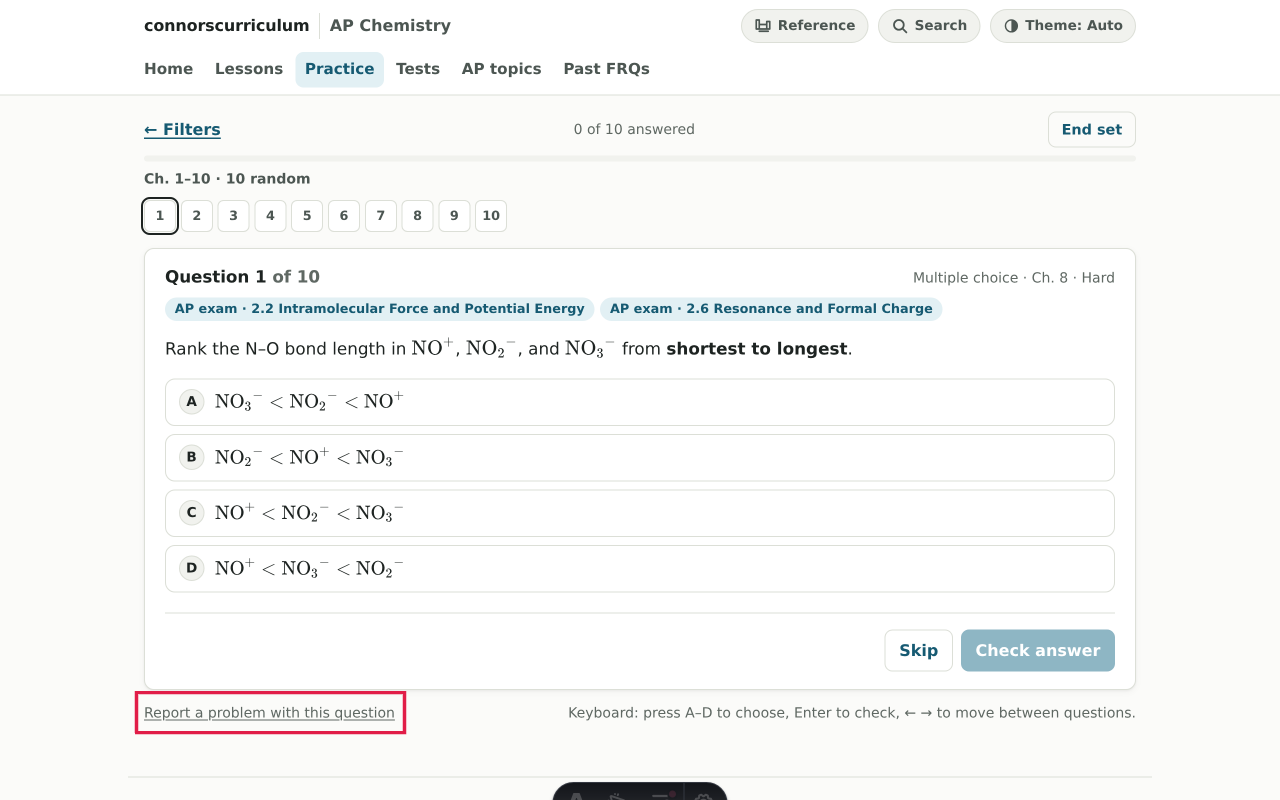 connorscurriculum AP Chemistry Reference Search Theme: Auto
Home Lessons Practice Tests AP topics Past FRQs
← Filters 0 of 10 answered End set
Ch. 1–10 · 10 random
1 2 3 4 5 6 7 8 9 10
Question 1 of 10 Multiple choice · Ch. 8 · Hard
AP exam · 2.2 Intramolecular Force and Potential Energy AP exam · 2.6 Resonance and Formal Charge
Rank the N–O bond length in NO⁺, NO₂⁻, and NO₃⁻ from shortest to longest.
A NO₃⁻ < NO₂⁻ < NO⁺
B NO₂⁻ < NO⁺ < NO₃⁻
C NO⁺ < NO₂⁻ < NO₃⁻
D NO⁺ < NO₃⁻ < NO₂⁻
Skip Check answer
Report a problem with this question Keyboard: press A–D to choose, Enter to check, ← → to move between questions.